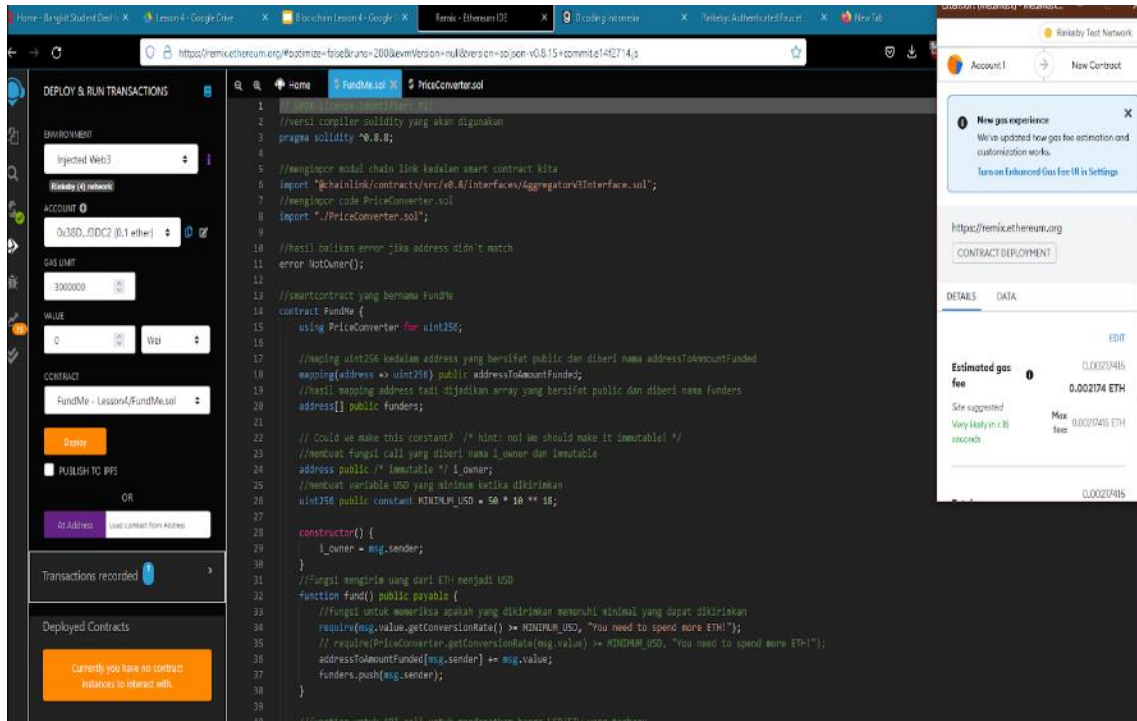 Home - Bangkit Student Dashb
Lesson 4 - Google Drive
Blockchain Lesson 4 - Google
Remix - Ethereum IDE
Dicoding Indonesia
Rinkeby: Authenticated Faucet
New Tab
https://remix.ethereum.org/#optimize=false&runs=200&evmVersion=null&version=soljson-v0.8.15+commit.e14f2714.js
DEPLOY & RUN TRANSACTIONS
ENVIRONMENT
Injected Web3
Rinkeby (4) network
ACCOUNT
0x38D...f3DC2 (0.1 ether)
GAS LIMIT
3000000
VALUE
0
Wei
CONTRACT
FundMe - Lesson4/FundMe.sol
Deploy
PUBLISH TO IPFS
OR
At Address
Load contract from Address
Transactions recorded 1
Deployed Contracts
Currently you have no contract
instances to interact with.
15
Home
FundMe.sol
PriceConverter.sol
1 // SPDX-License-Identifier: MIT
2 //versi compiler solidity yang akan digunakan
3 pragma solidity ^0.8.8;
4
5 //mengimpor modul chain link kedalam smart contract kita
6 import "@chainlink/contracts/src/v0.8/interfaces/AggregatorV3Interface.sol";
7 //mengimpor code PriceConverter.sol
8 import "./PriceConverter.sol";
9
10 //hasil balikan error jika address didn't match
11 error NotOwner();
12
13 //smartcontract yang bernama FundMe
14 contract FundMe {
15 using PriceConverter for uint256;
16
17 //maping uint256 kedalam address yang bersifat public dan diberi nama addressToAmmountFunded
18 mapping(address => uint256) public addressToAmountFunded;
19 //hasil mapping address tadi dijadikan array yang bersifat public dan diberi nama funders
20 address[] public funders;
21
22 // Could we make this constant? /* hint: no! We should make it immutable! */
23 //membuat fungsi call yang diberi nama i_owner dan immutable
24 address public /* immutable */ i_owner;
25 //membuat variable USD yang minimum ketika dikirimkan
26 uint256 public constant MINIMUM_USD = 50 * 10 ** 18;
27
28 constructor() {
29 i_owner = msg.sender;
30 }
31 //fungsi mengirim uang dari ETH menjadi USD
32 function fund() public payable {
33 //fungsi untuk memeriksa apakah yang dikirimkan memenuhi minimal yang dapat dikirimkan
34 require(msg.value.getConversionRate() >= MINIMUM_USD, "You need to spend more ETH!");
35 // require(PriceConverter.getConversionRate(msg.value) >= MINIMUM_USD, "You need to spend more ETH!");
36 addressToAmountFunded[msg.sender] += msg.value;
37 funders.push(msg.sender);
38 }
39
Rinkeby Test Network
Account 1
New Contract
New gas experience
We've updated how gas fee estimation and
customization works.
Turn on Enhanced Gas Fee UI in Settings
https://remix.ethereum.org
CONTRACT DEPLOYMENT
DETAILS DATA
EDIT
Estimated gas
fee
0.00217415
0.002174 ETH
Site suggested
Very likely in < 15
seconds
Max
fee: 0.00217415 ETH
0.00217415